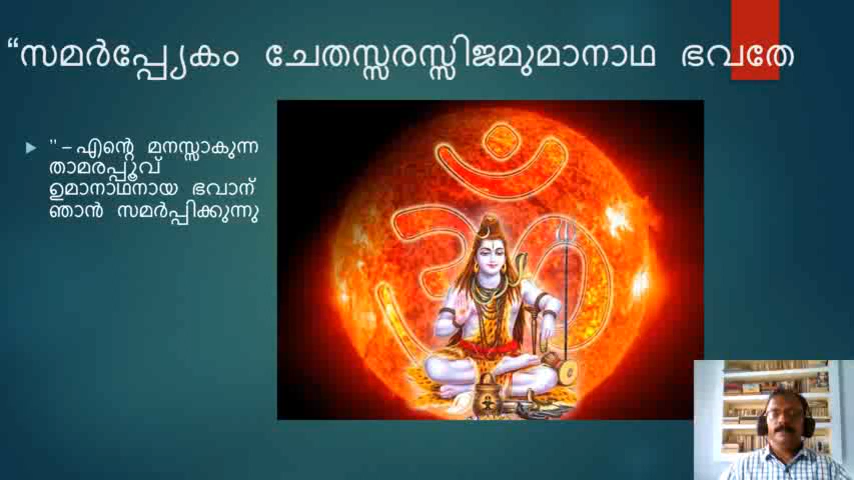 “സമർപ്പ്യേകം ചേതസ്സരസ്സിജമുമാനാഥ ഭവതേ
"–എന്റെ മനസ്സാകുന്ന
താമരപ്പൂവ്
ഉമാനാഥനായ ഭവാന്
ഞാൻ സമർപ്പിക്കുന്നു